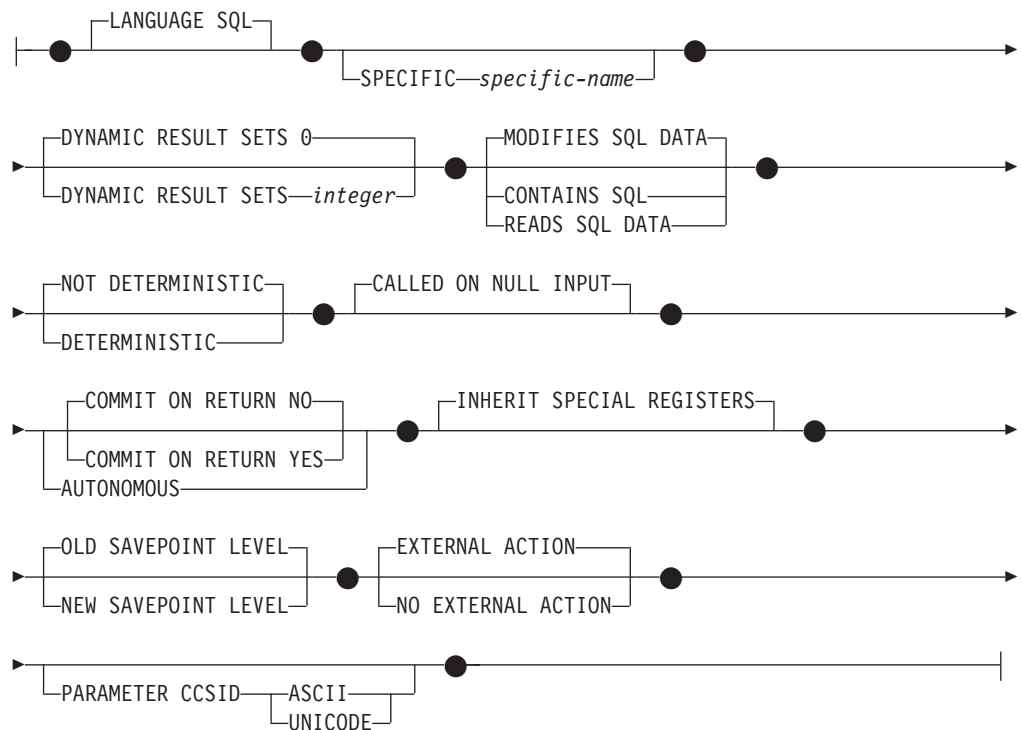 LANGUAGE SQL
SPECIFIC specific-name
DYNAMIC RESULT SETS 0
MODIFIES SQL DATA
DYNAMIC RESULT SETS integer
CONTAINS SQL
READS SQL DATA
NOT DETERMINISTIC
CALLED ON NULL INPUT
DETERMINISTIC
COMMIT ON RETURN NO
INHERIT SPECIAL REGISTERS
COMMIT ON RETURN YES
AUTONOMOUS
OLD SAVEPOINT LEVEL
EXTERNAL ACTION
NEW SAVEPOINT LEVEL
NO EXTERNAL ACTION
PARAMETER CCSID ASCII
UNICODE